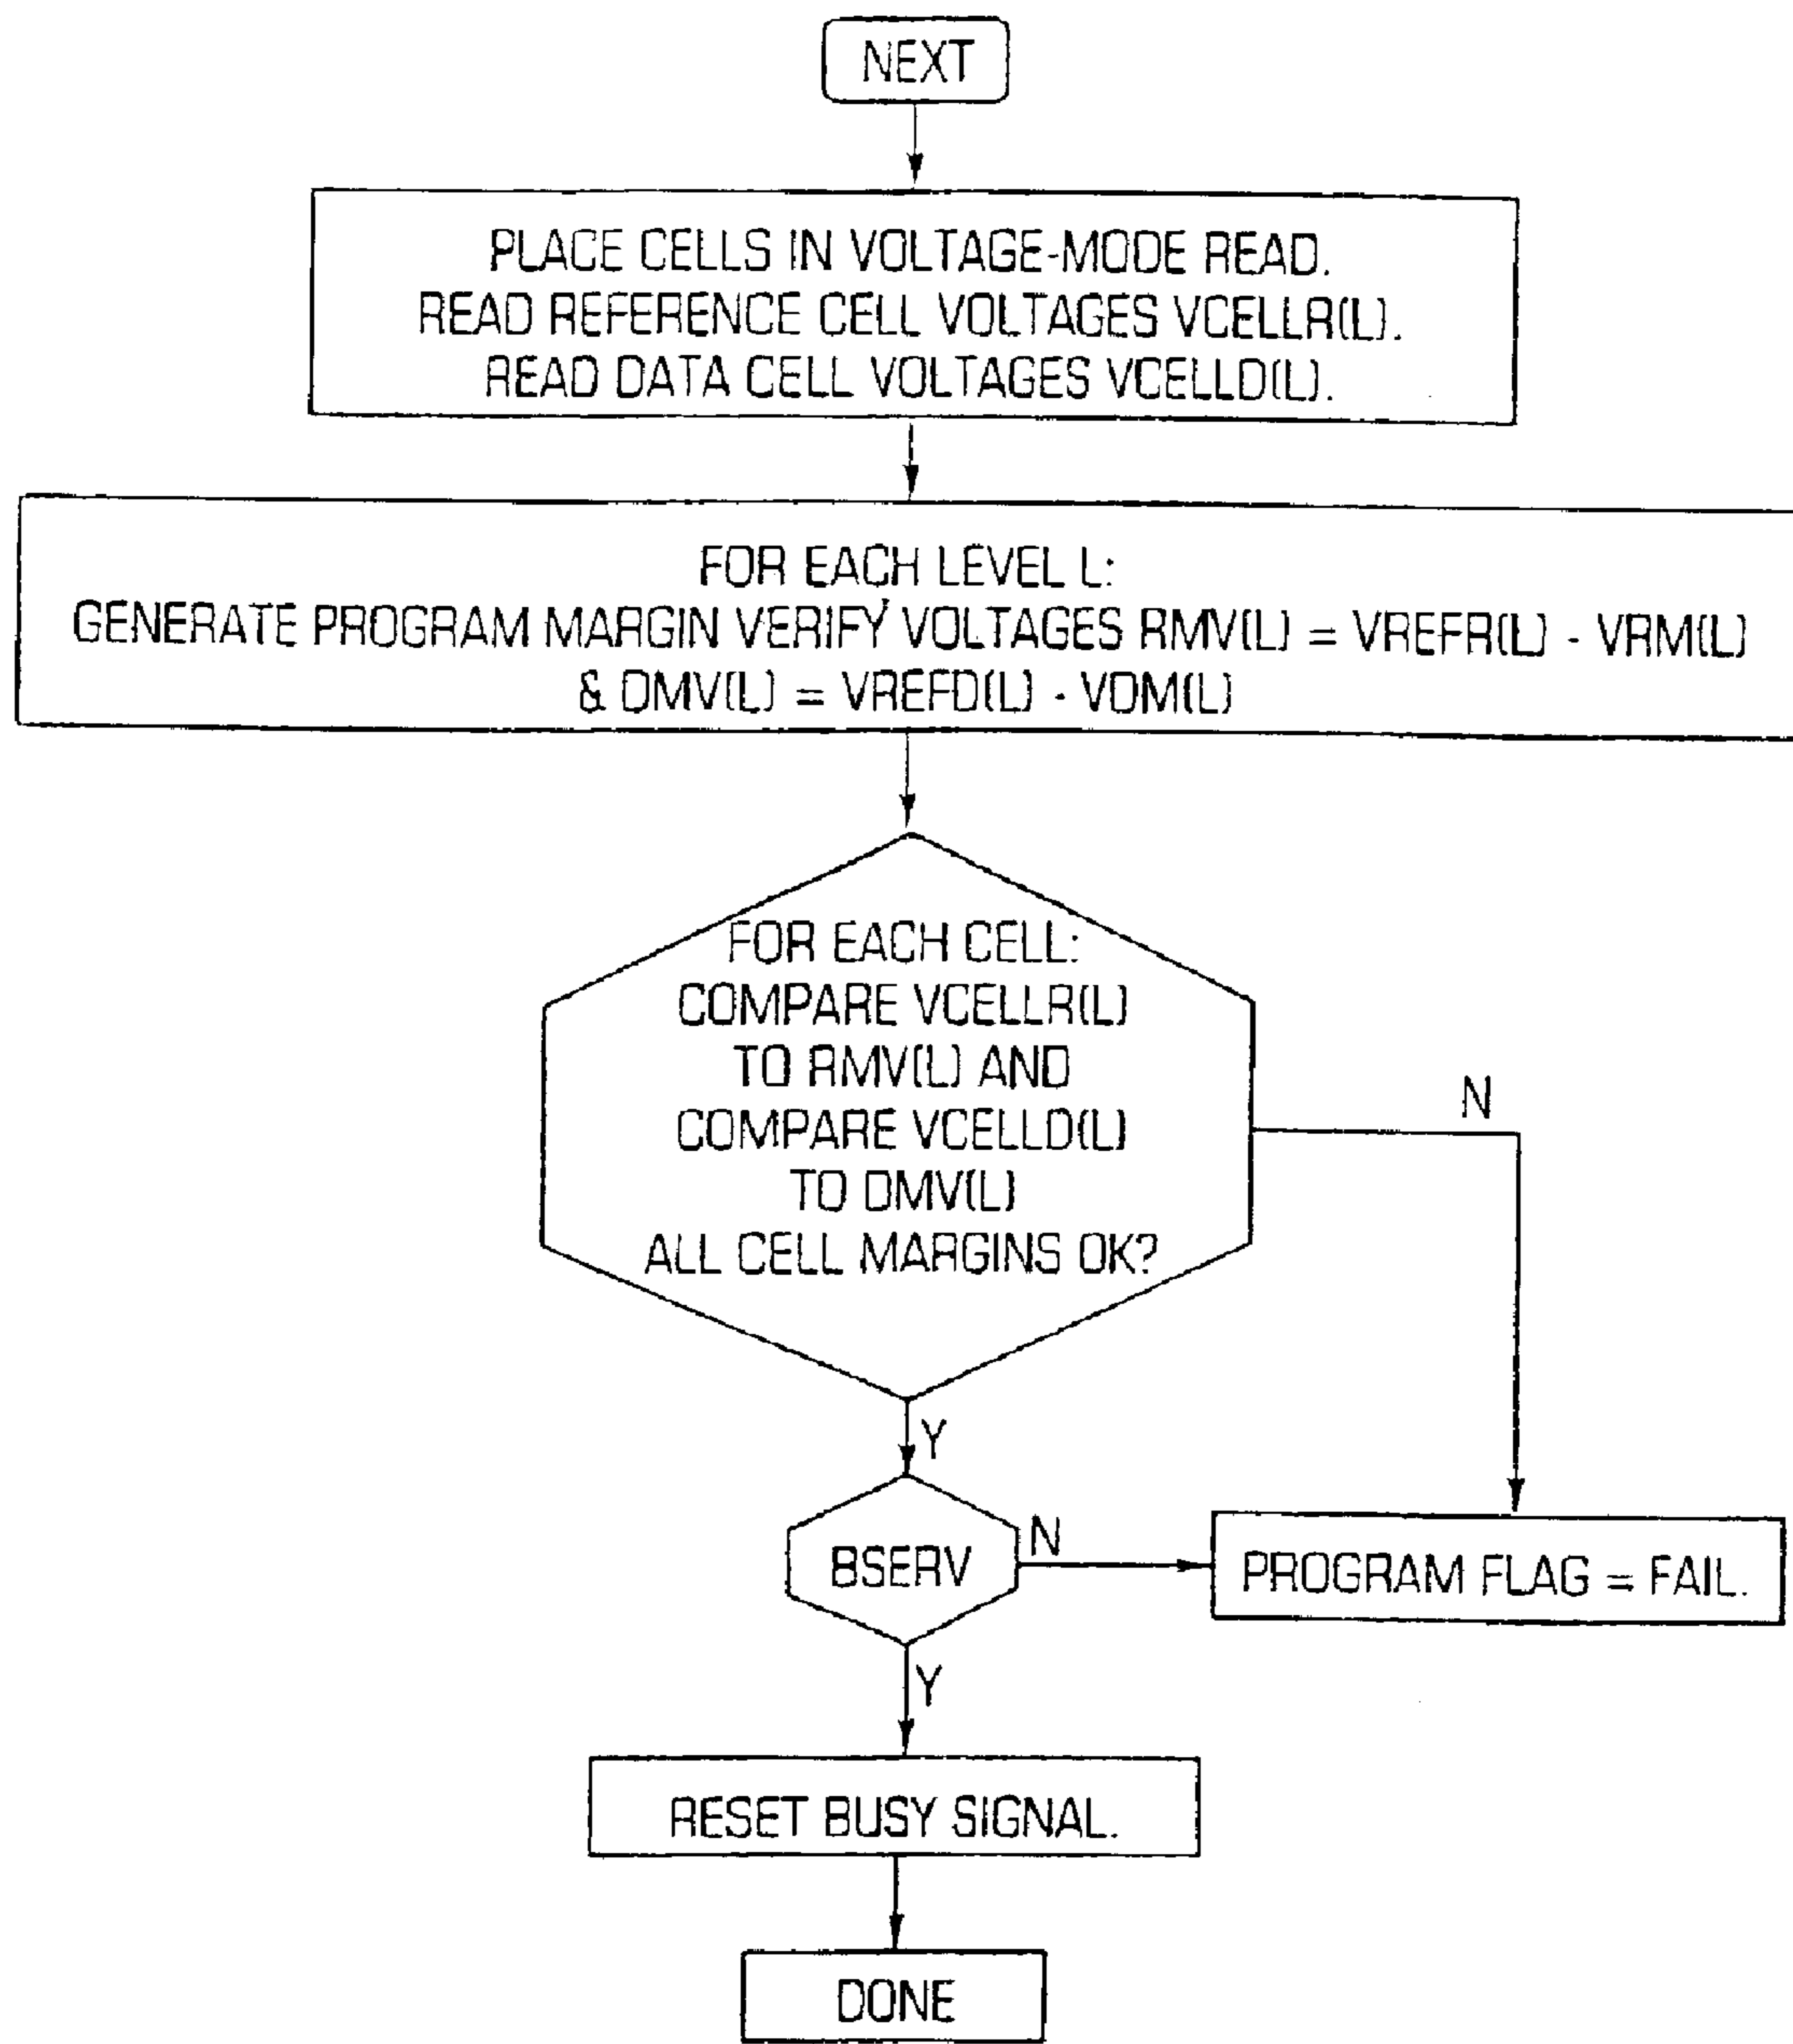 NEXT
PLACE CELLS IN VOLTAGE-MODE READ.
READ REFERENCE CELL VOLTAGES VCELLR(L).
READ DATA CELL VOLTAGES VCELLD(L).
FOR EACH LEVEL L:
GENERATE PROGRAM MARGIN VERIFY VOLTAGES RMV(L) = VREFR(L) - VRM(L)
& DMV(L) = VREFD(L) - VDM(L)
FOR EACH CELL:
COMPARE VCELLR(L)
TO RMV(L) AND
COMPARE VCELLD(L)
TO DMV(L)
ALL CELL MARGINS OK?
N
Y
BSERV
N
PROGRAM FLAG = FAIL.
Y
RESET BUSY SIGNAL.
DONE